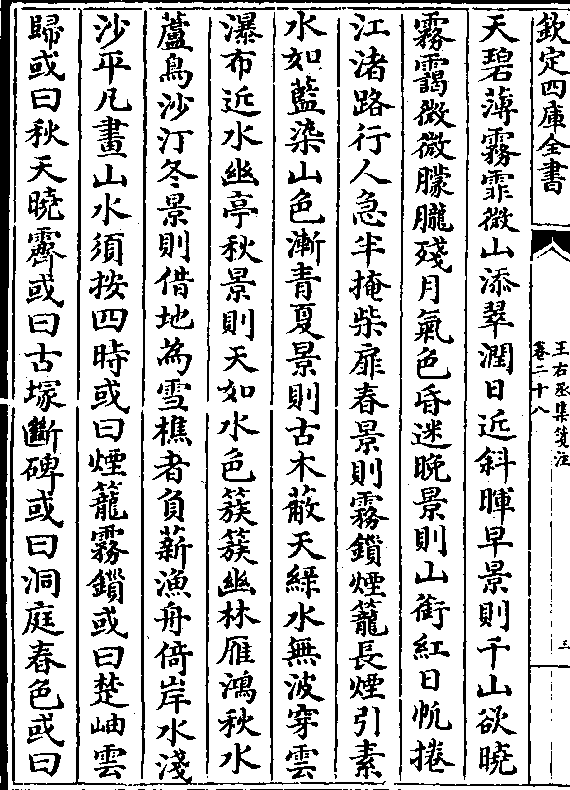 欽定四庫全書
王右丞集箋注
卷二十八
三
天碧薄霧霏微山添翠潤日近斜暉早景則千山欲曉
霧靄微微朦朧殘月氣色昏迷晚景則山銜紅日帆捲
江渚路行人急半掩柴扉春景則霧鎖煙籠長煙引素
水如藍染山色漸青夏景則古木蔽天綠水無波穿雲
瀑布近水幽亭秋景則天如水色簇簇幽林雁鴻秋水
蘆鳥沙汀冬景則借地為雪樵者負薪漁舟倚岸水淺
沙平凡畫山水須按四時或曰煙籠霧鎖或曰楚岫雲
歸或曰秋天曉霽或曰古塚斷碑或曰洞庭春色或曰